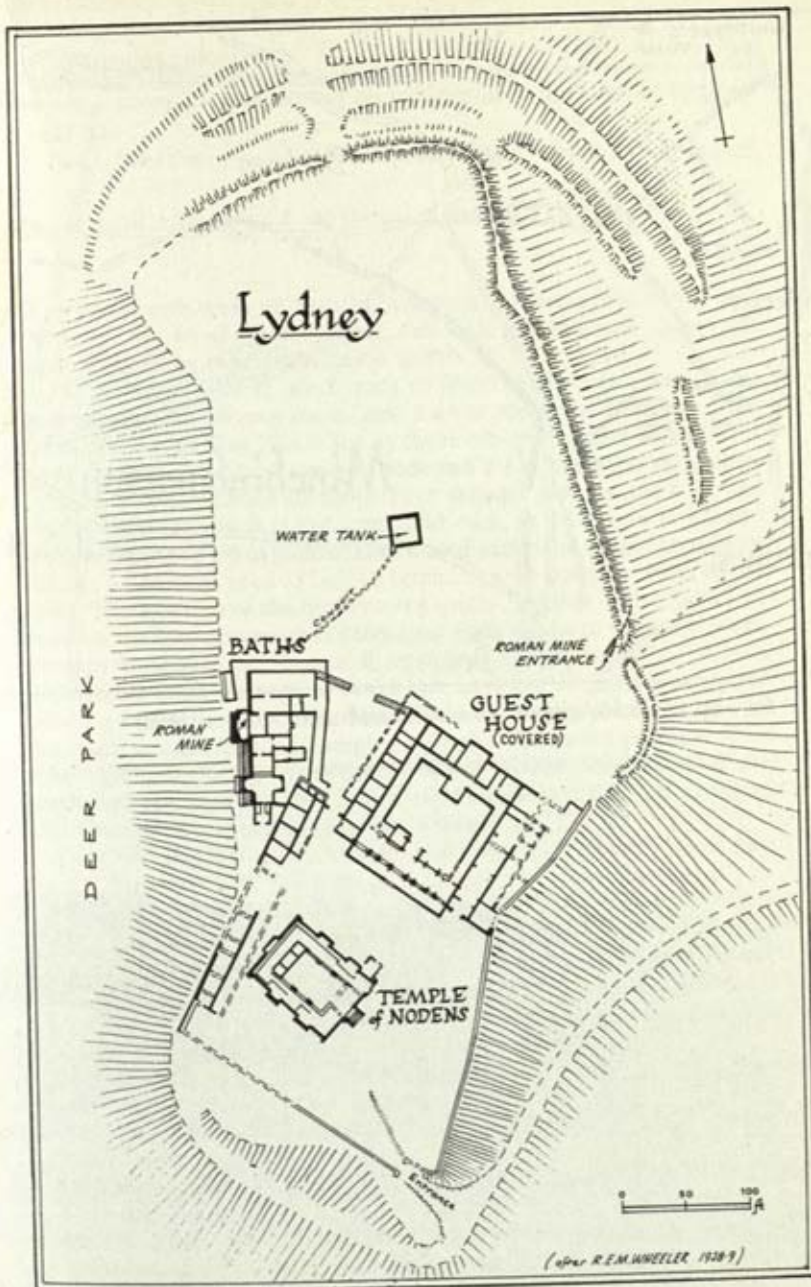 Lydney
WATER TANK
Conduit
BATHS
ROMAN MINE
ENTRANCE
GUEST
HOUSE
(COVERED)
ROMAN
MINE
DEER PARK
TEMPLE
of NODENS
Entrance
0 50 100
ft
(after R.E.M. WHEELER 1928-9)